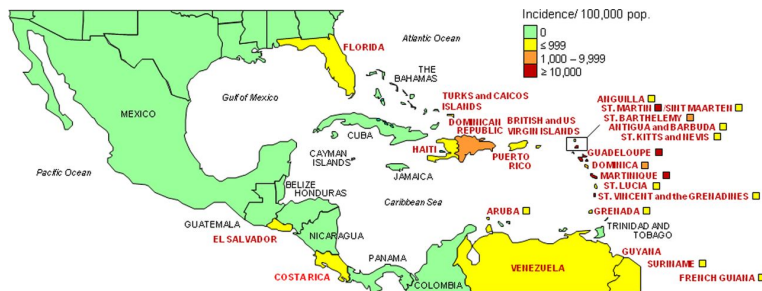 Incidence/ 100,000 pop.
0
≤ 999
1,000 – 9,999
≥ 10,000
FLORIDA
Atlantic Ocean
THE
BAHAMAS
Gulf of Mexico
MEXICO
TURKS and CAICOS
ISLANDS
ANGUILLA
ST. MARTIN /SINT MAARTEN
ST. BARTHELEMY
ANTIGUA and BARBUDA
ST. KITTS and NEVIS
CUBA
DOMINICAN
REPUBLIC
BRITISH and US
VIRGIN ISLANDS
CAYMAN
ISLANDS
HAITI
PUERTO
RICO
JAMAICA
GUADELOUPE
DOMINICA
MARTINIQUE
ST. LUCIA
ST. VINCENT and the GRENADINES
Pacific Ocean
BELIZE
HONDURAS
Caribbean Sea
ARUBA
GRENADA
GUATEMALA
EL SALVADOR
NICARAGUA
TRINIDAD AND
TOBAGO
COSTA RICA
PANAMA
COLOMBIA
VENEZUELA
GUYANA
SURINAME
FRENCH GUIANA